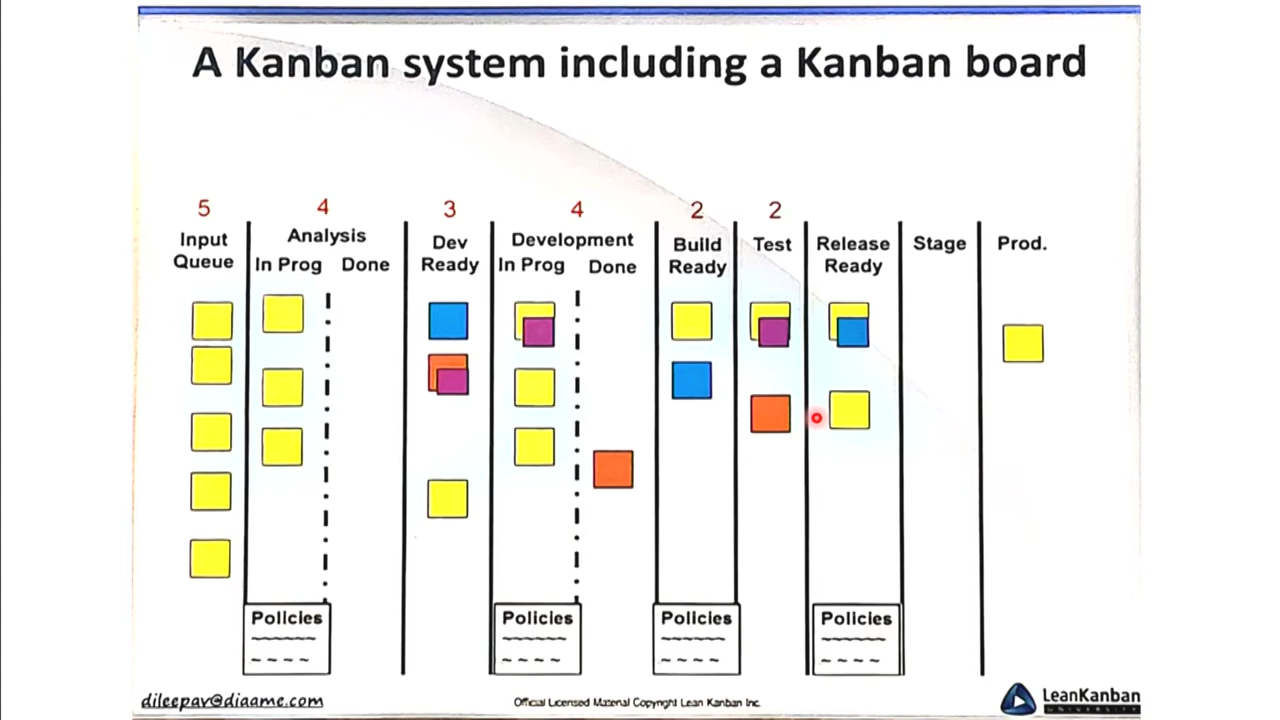 A Kanban system including a Kanban board
5 4 3 4 2 2
Input Queue
Analysis
In Prog Done
Dev Ready
Development
In Prog Done
Build Ready
Test
Release Ready
Stage
Prod.
Policies
Policies
Policies
Policies
dileepav@diaame.com
Official Licensed Material Copyright Lean Kanban Inc.
LeanKanban
UNIVERSITY